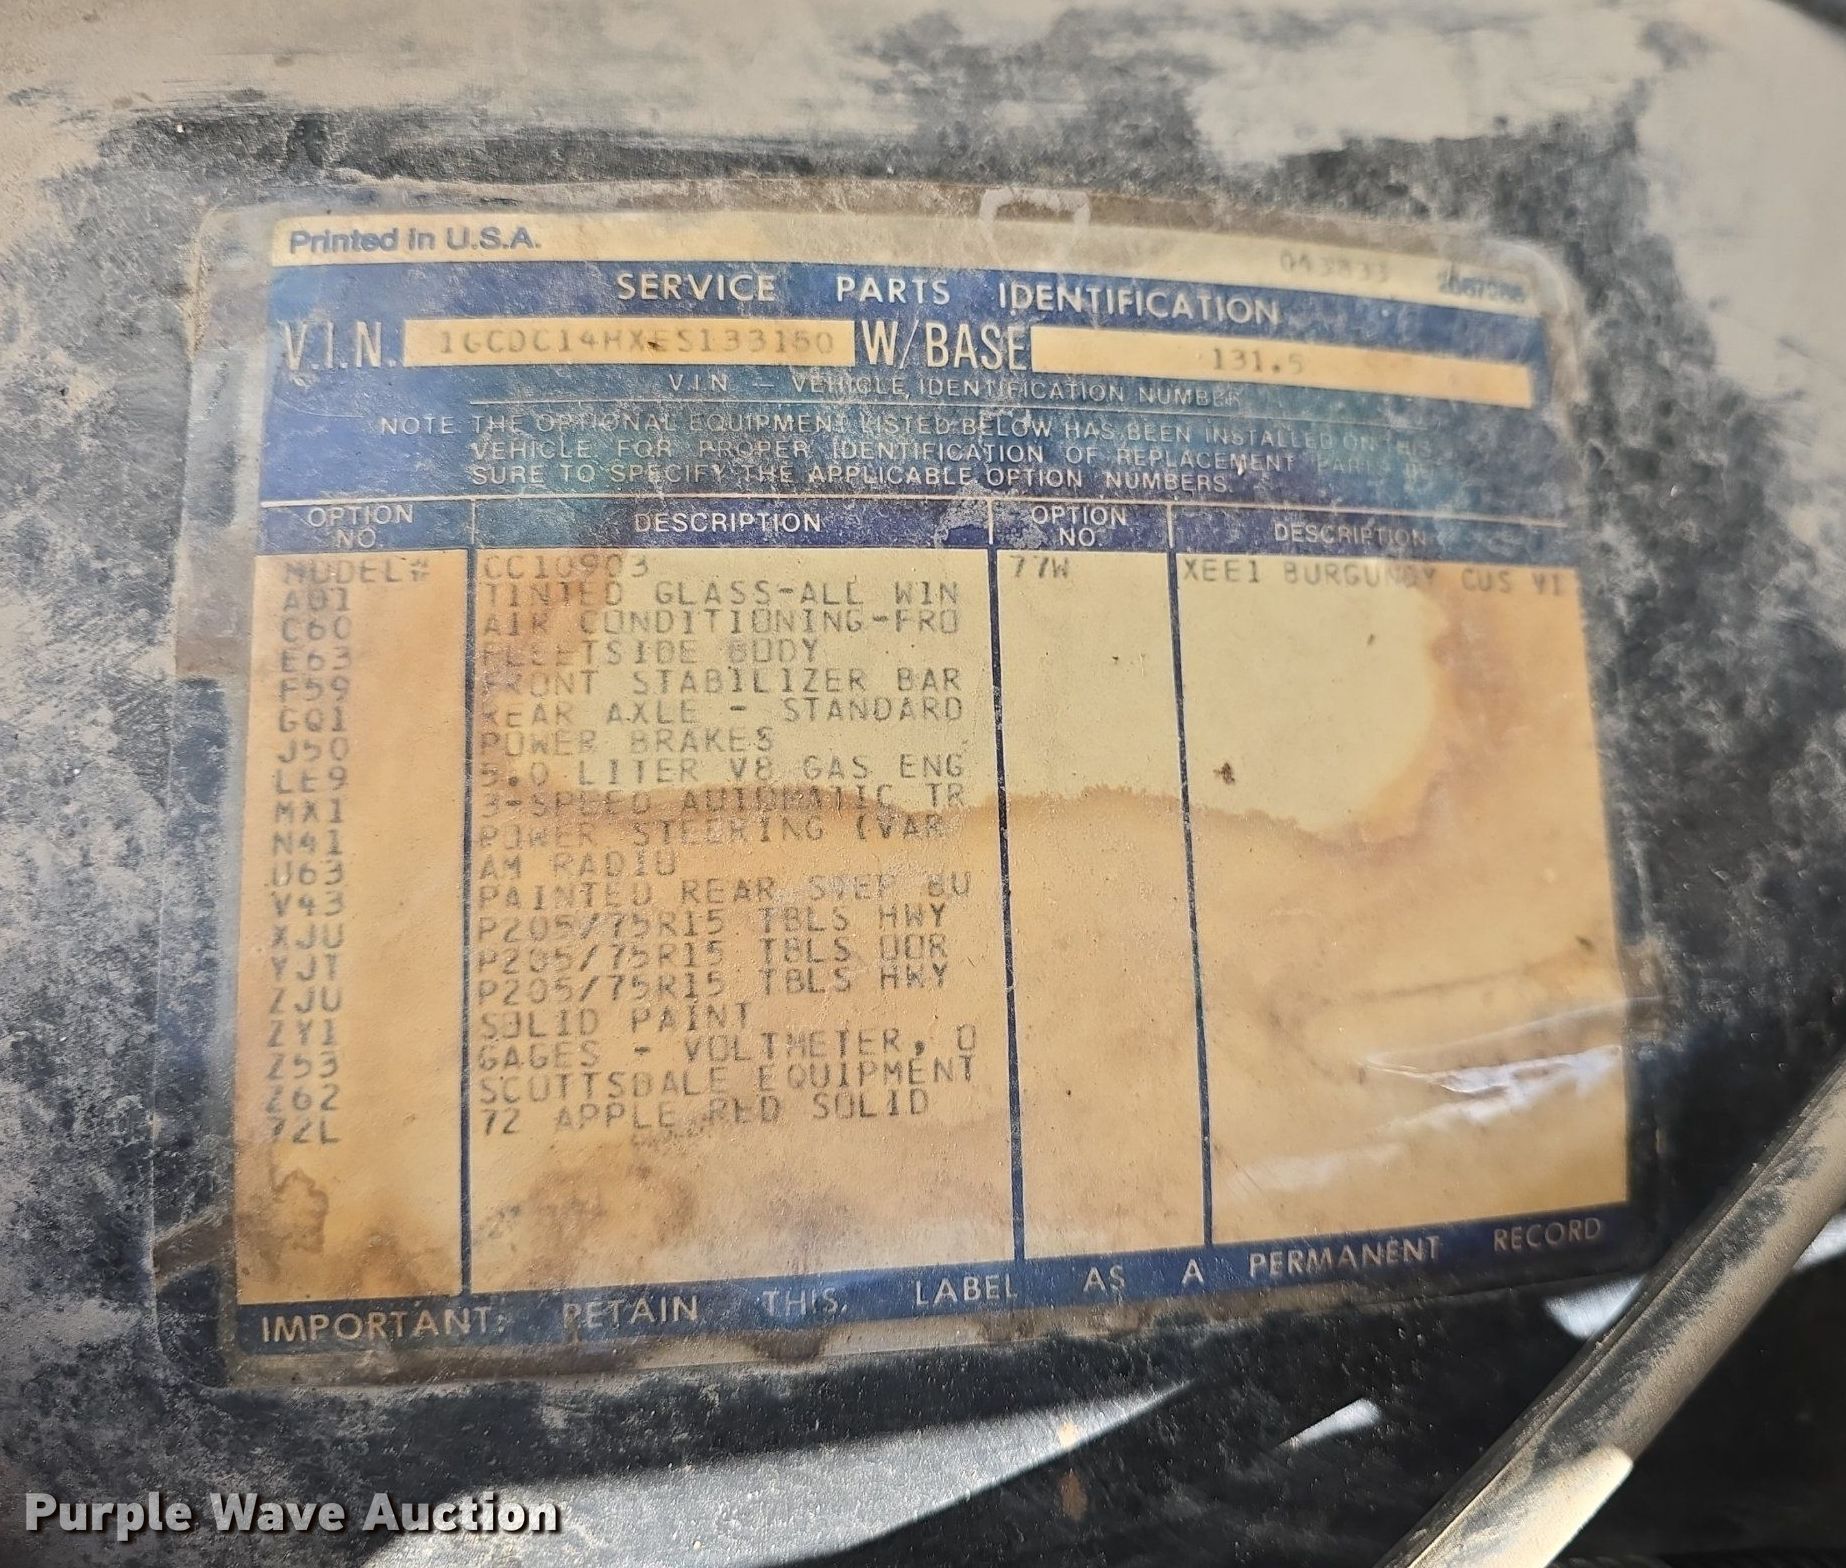 Printed in U.S.A.
SERVICE PARTS IDENTIFICATION
V.I.N. 1GCDC14HXES133150 W/BASE 131.5
V.I.N. — VEHICLE IDENTIFICATION NUMBER
NOTE THE OPTIONAL EQUIPMENT LISTED BELOW HAS BEEN INSTALLED ON THIS
VEHICLE FOR PROPER IDENTIFICATION OF REPLACEMENT PARTS BE
SURE TO SPECIFY THE APPLICABLE OPTION NUMBERS.
OPTION NO. DESCRIPTION OPTION NO DESCRIPTION
MODEL# CC10903 77W XEE1 BURGUNDY CUS VI
A01 TINTED GLASS-ALL WIN
C60 AIR CONDITIONING-FRO
E63 FLEETSIDE BODY
F59 FRONT STABILIZER BAR
GQ1 REAR AXLE - STANDARD
J50 POWER BRAKES
LE9 5.0 LITER V8 GAS ENG
MX1 3-SPEED AUTOMATIC TR
N41 POWER STEERING (VAR
U63 AM RADIO
V43 PAINTED REAR STEP BU
XJU P205/75R15 TBLS HWY
YJT P205/75R15 TBLS OOR
ZJU P205/75R15 TBLS HWY
ZY1 SOLID PAINT
Z53 GAGES - VOLTMETER, O
Z62 SCOTTSDALE EQUIPMENT
72L 72 APPLE RED SOLID
IMPORTANT: RETAIN THIS LABEL AS A PERMANENT RECORD
Purple Wave Auction